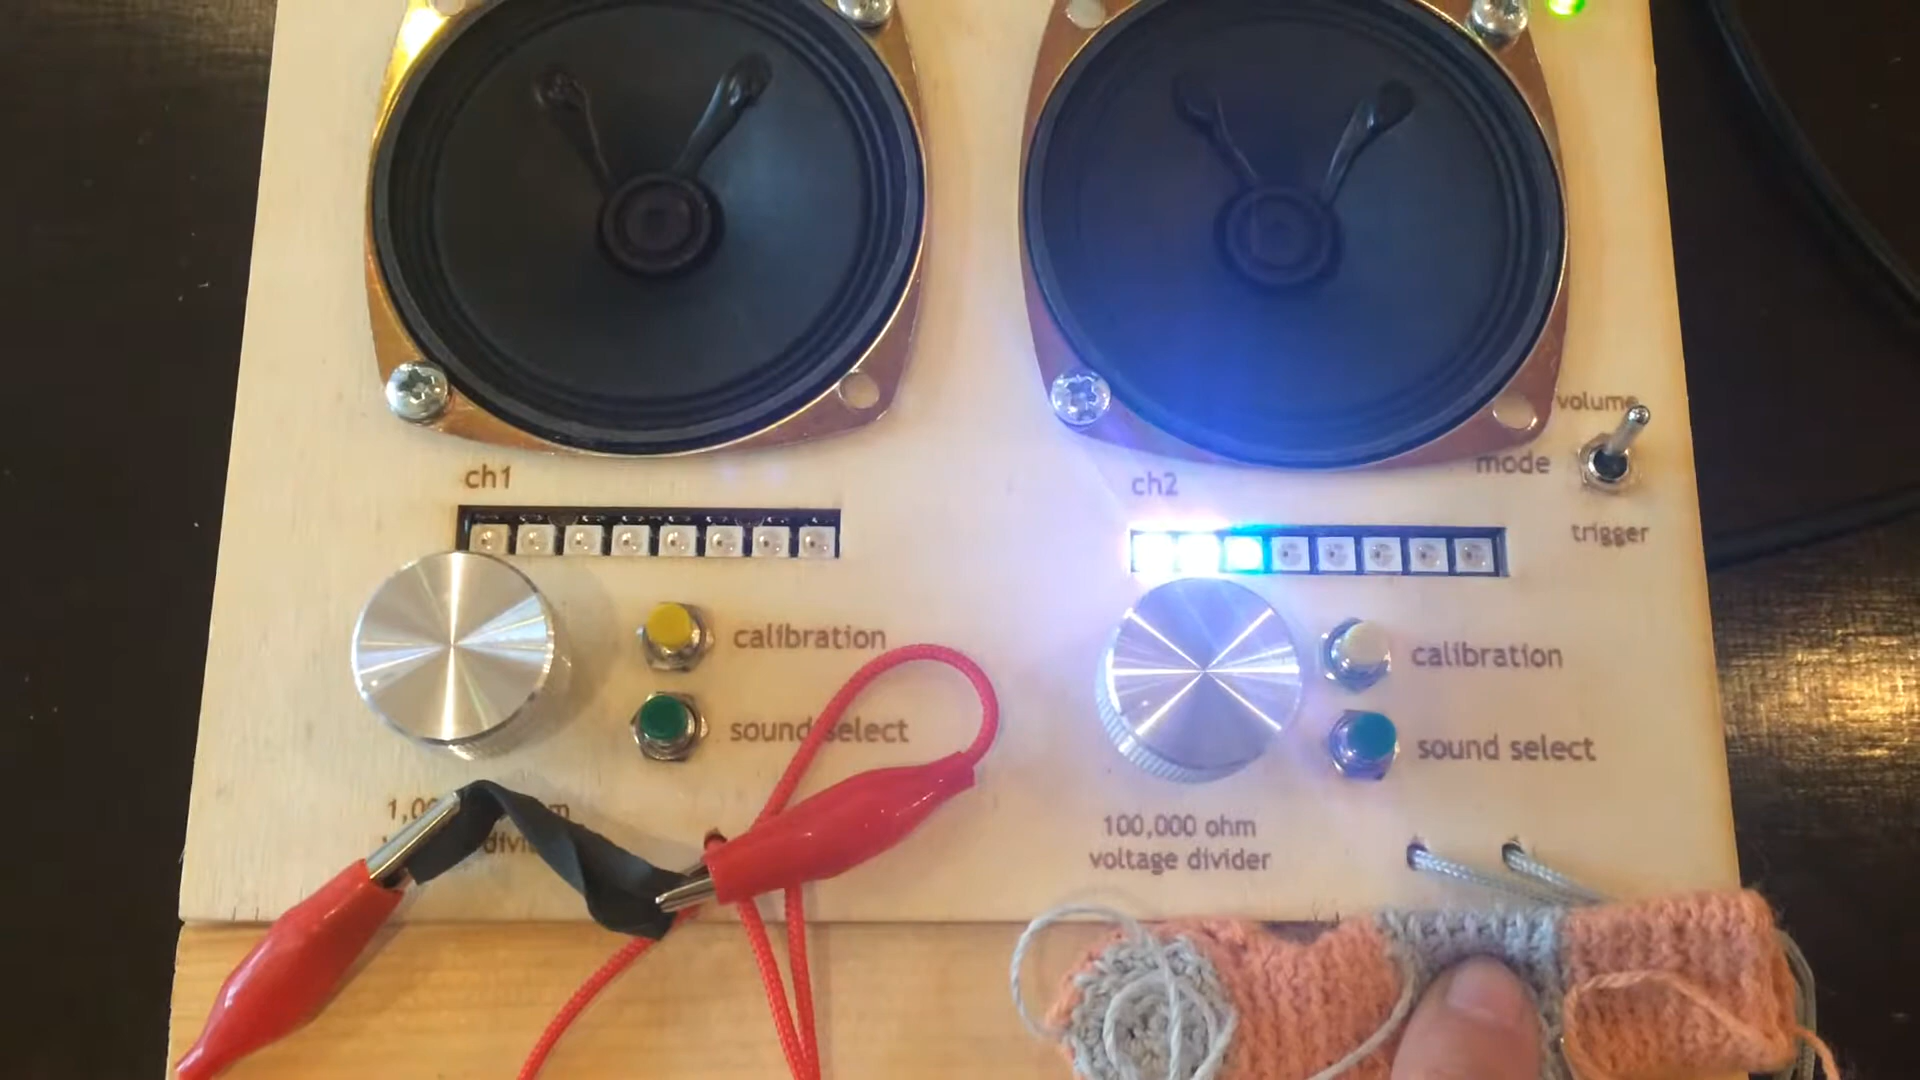 volume
mode
trigger
ch1
ch2
calibration
calibration
sound select
sound select
100,000 ohm
voltage divider